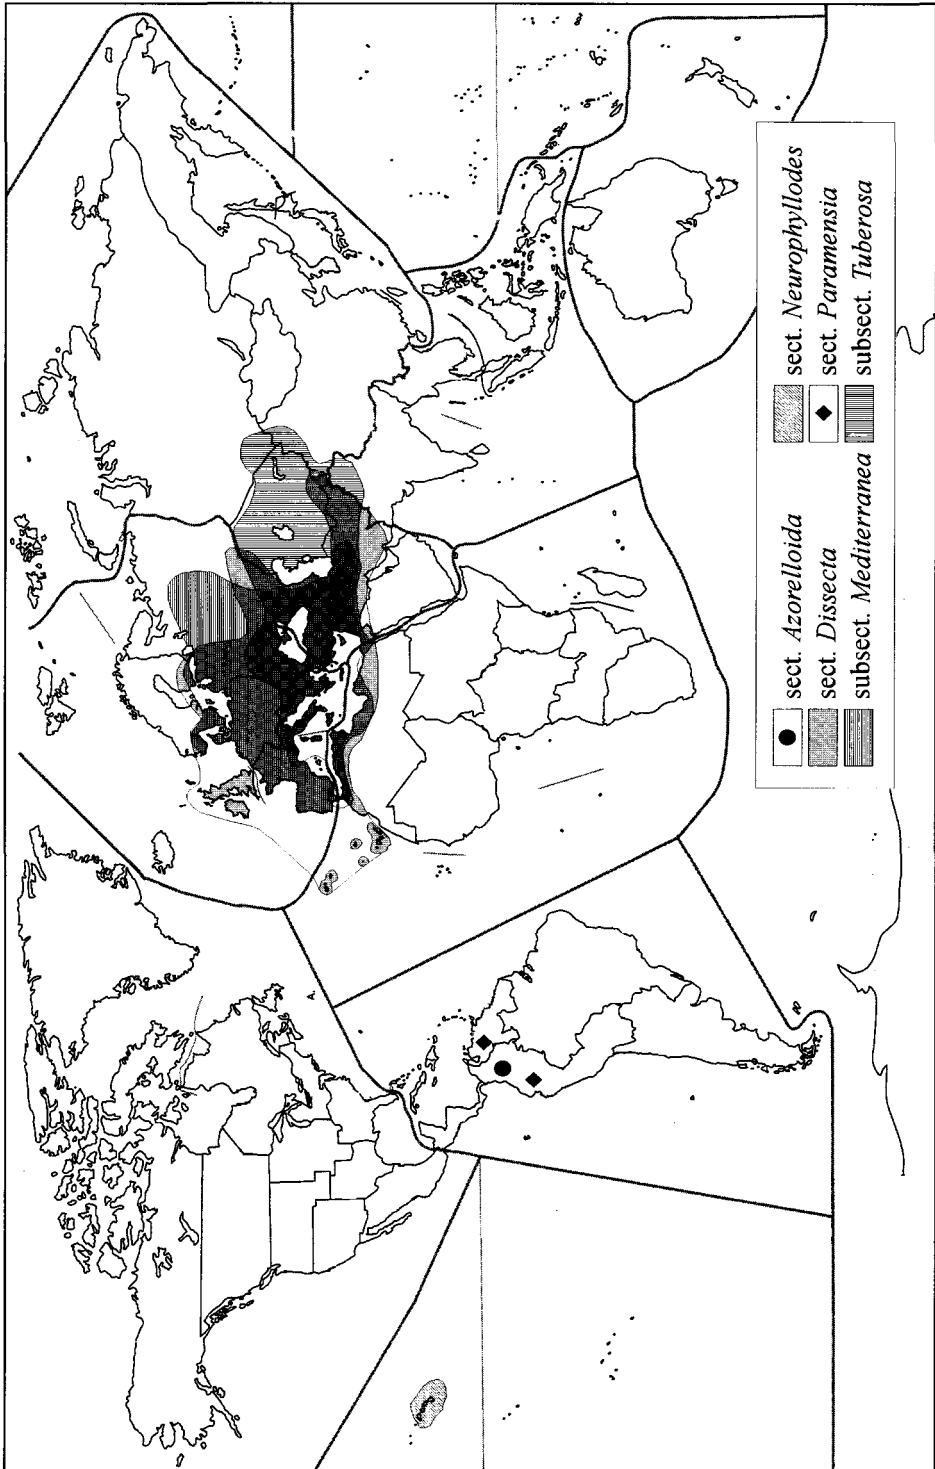 sect. Azorelloida
sect. Neurophyllodes
sect. Dissecta
sect. Paramensia
subsect. Mediterranea
subsect. Tuberosa